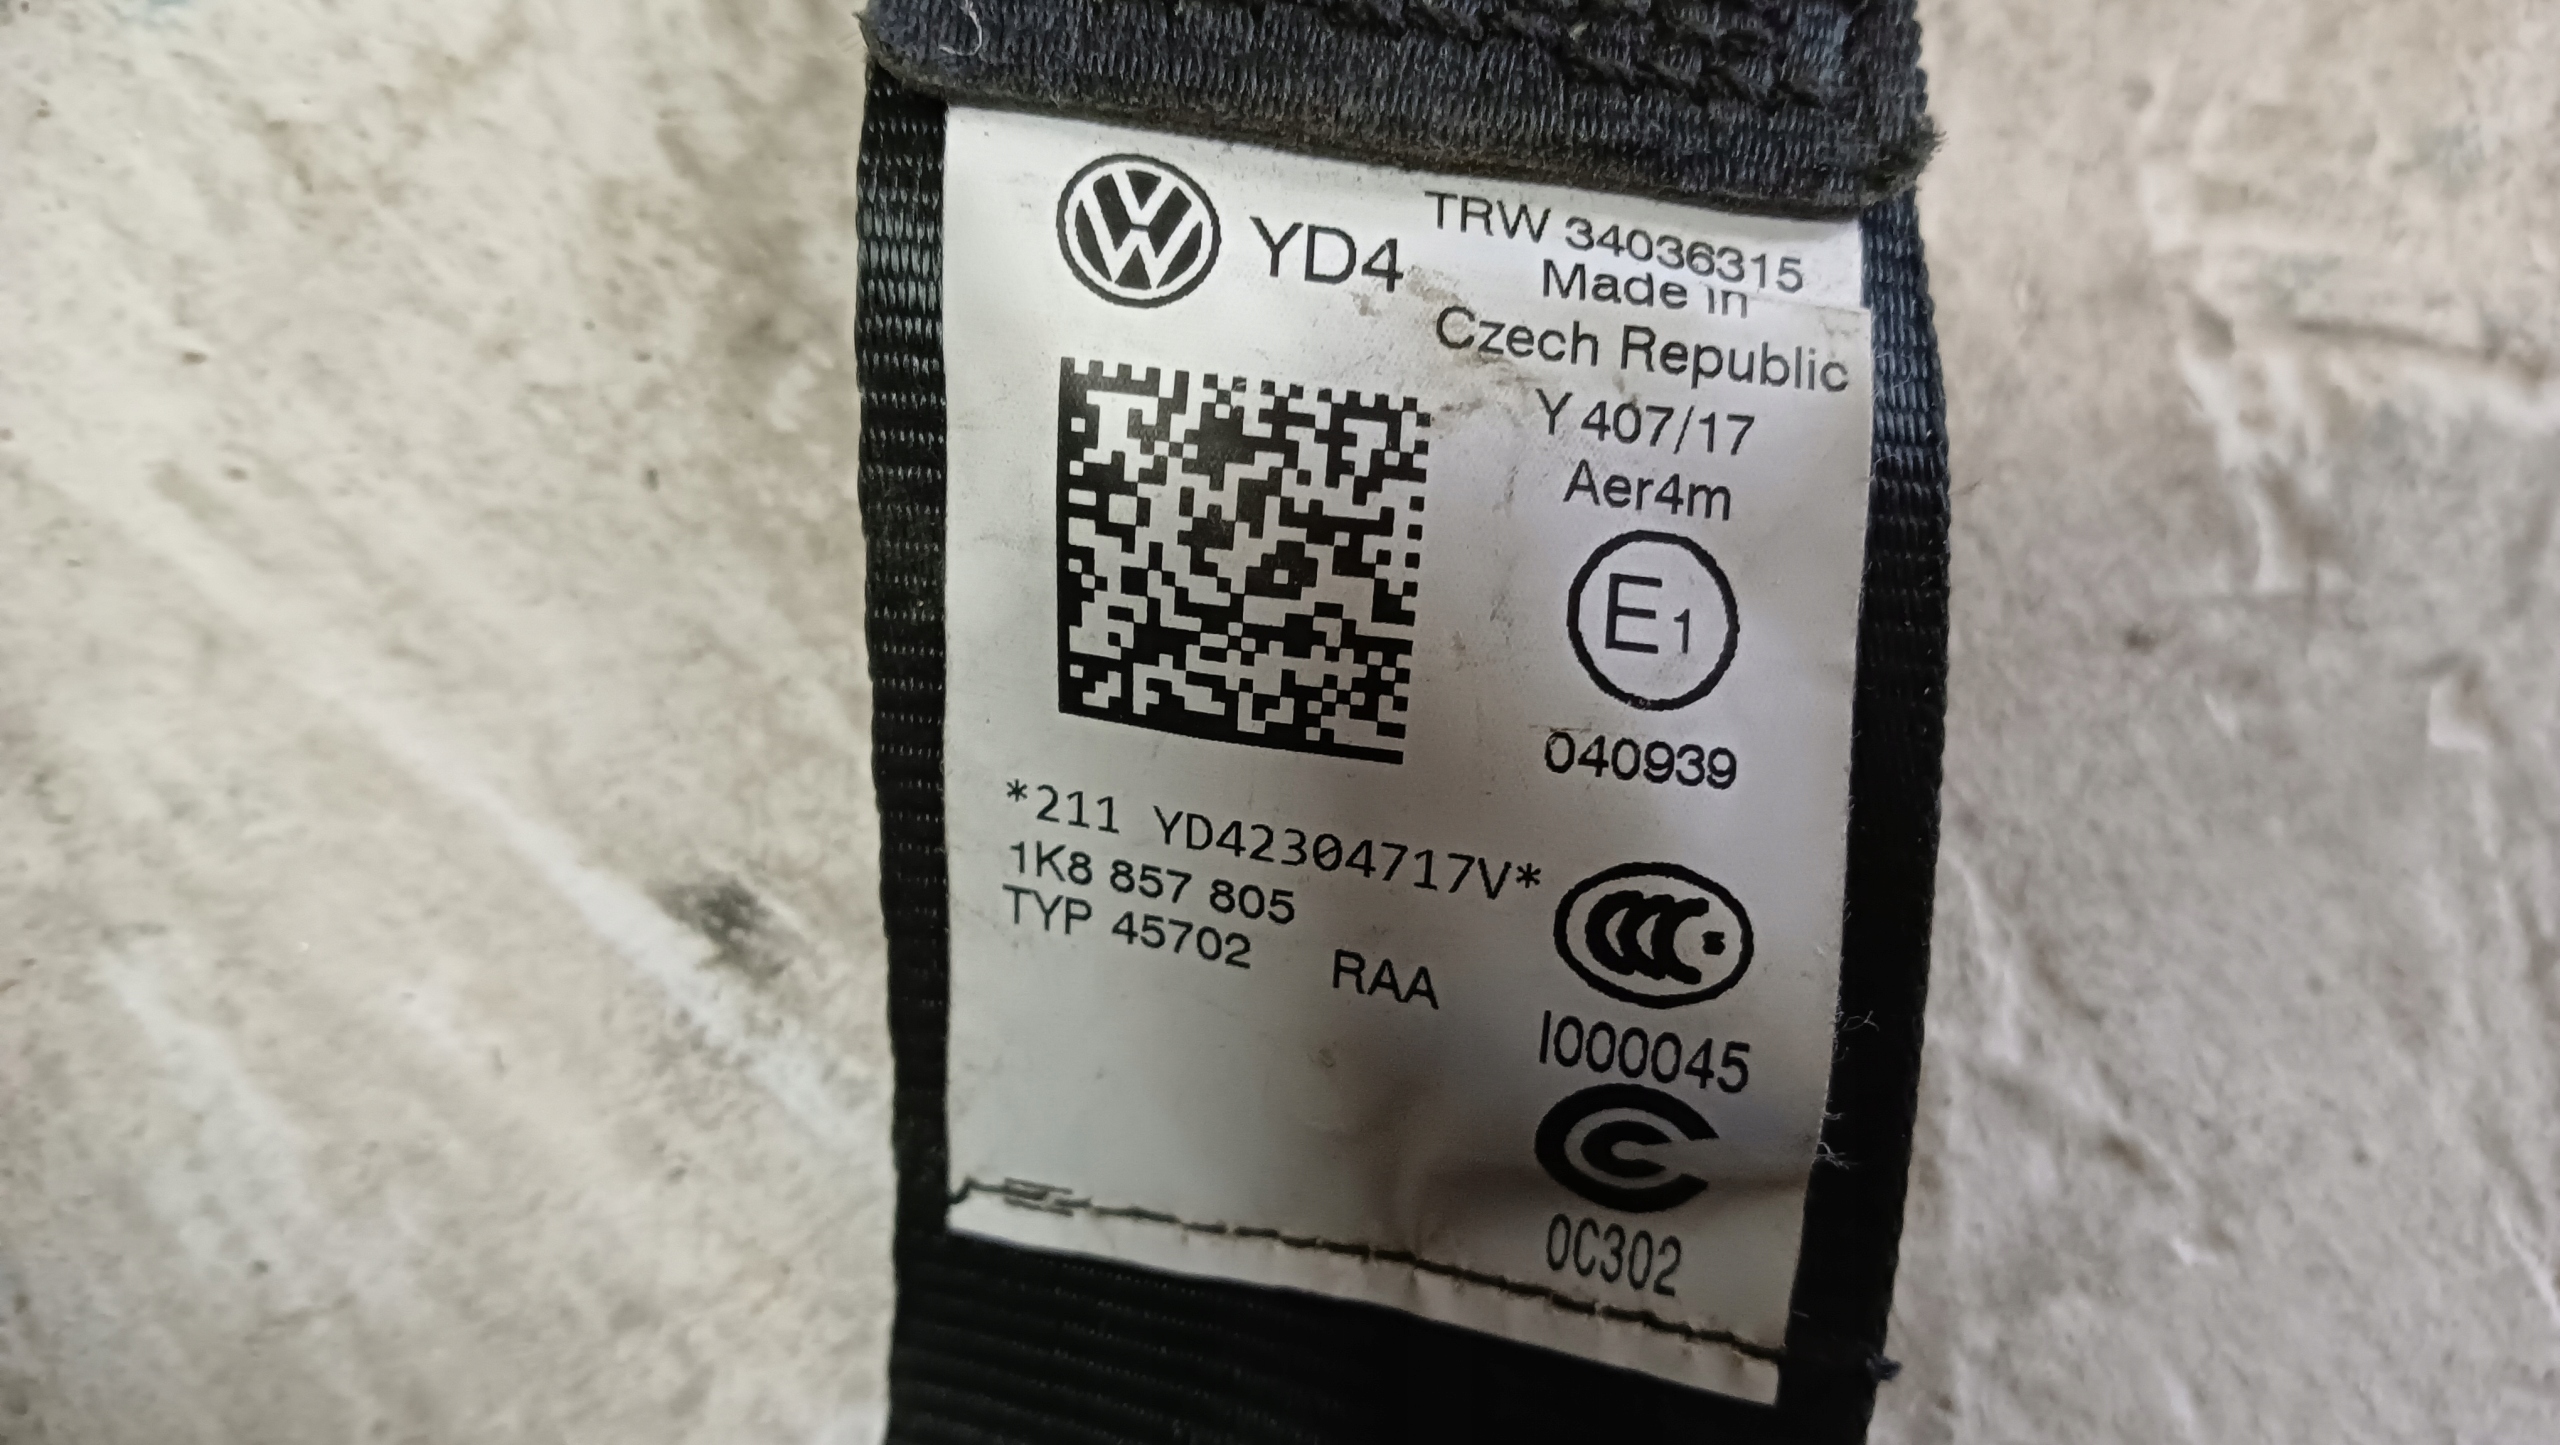 YD4
TRW 34036315
Made in
Czech Republic
Y 407/17
Aer4m
E1
040939
*211 YD42304717V*
1K8 857 805
TYP 45702 RAA
CCC S
I000045
0C302